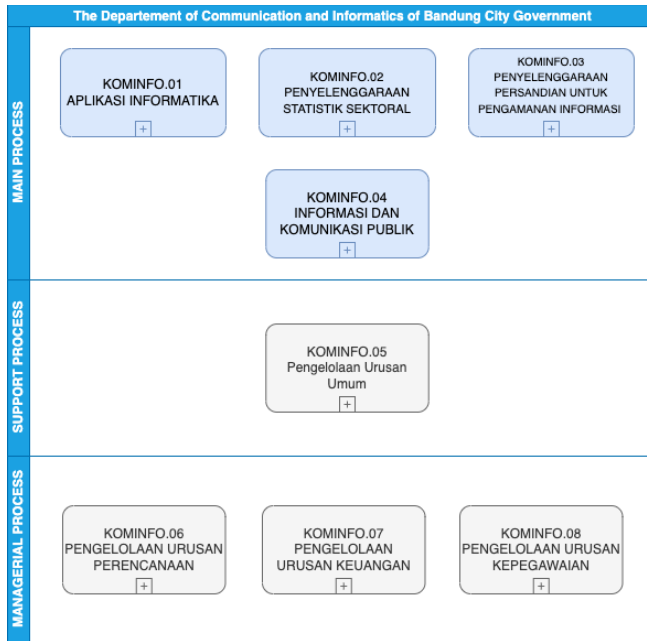 The Departement of Communication and Informatics of Bandung City Government
MAIN PROCESS
KOMINFO.01
APLIKASI INFORMATIKA
KOMINFO.02
PENYELENGGARAAN
STATISTIK SEKTORAL
KOMINFO.03
PENYELENGGARAAN
PERSANDIAN UNTUK
PENGAMANAN INFORMASI
KOMINFO.04
INFORMASI DAN
KOMUNIKASI PUBLIK
SUPPORT PROCESS
KOMINFO.05
Pengelolaan Urusan
Umum
MANAGERIAL PROCESS
KOMINFO.06
PENGELOLAAN URUSAN
PERENCANAAN
KOMINFO.07
PENGELOLAAN
URUSAN KEUANGAN
KOMINFO.08
PENGELOLAAN URUSAN
KEPEGAWAIAN